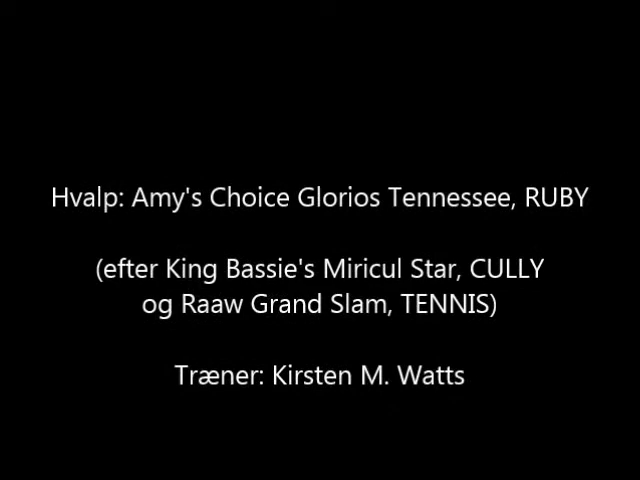 Hvalp: Amy's Choice Glorios Tennessee, RUBY
(efter King Bassie's Miricul Star, CULLY
og Raaw Grand Slam, TENNIS)
Træner: Kirsten M. Watts